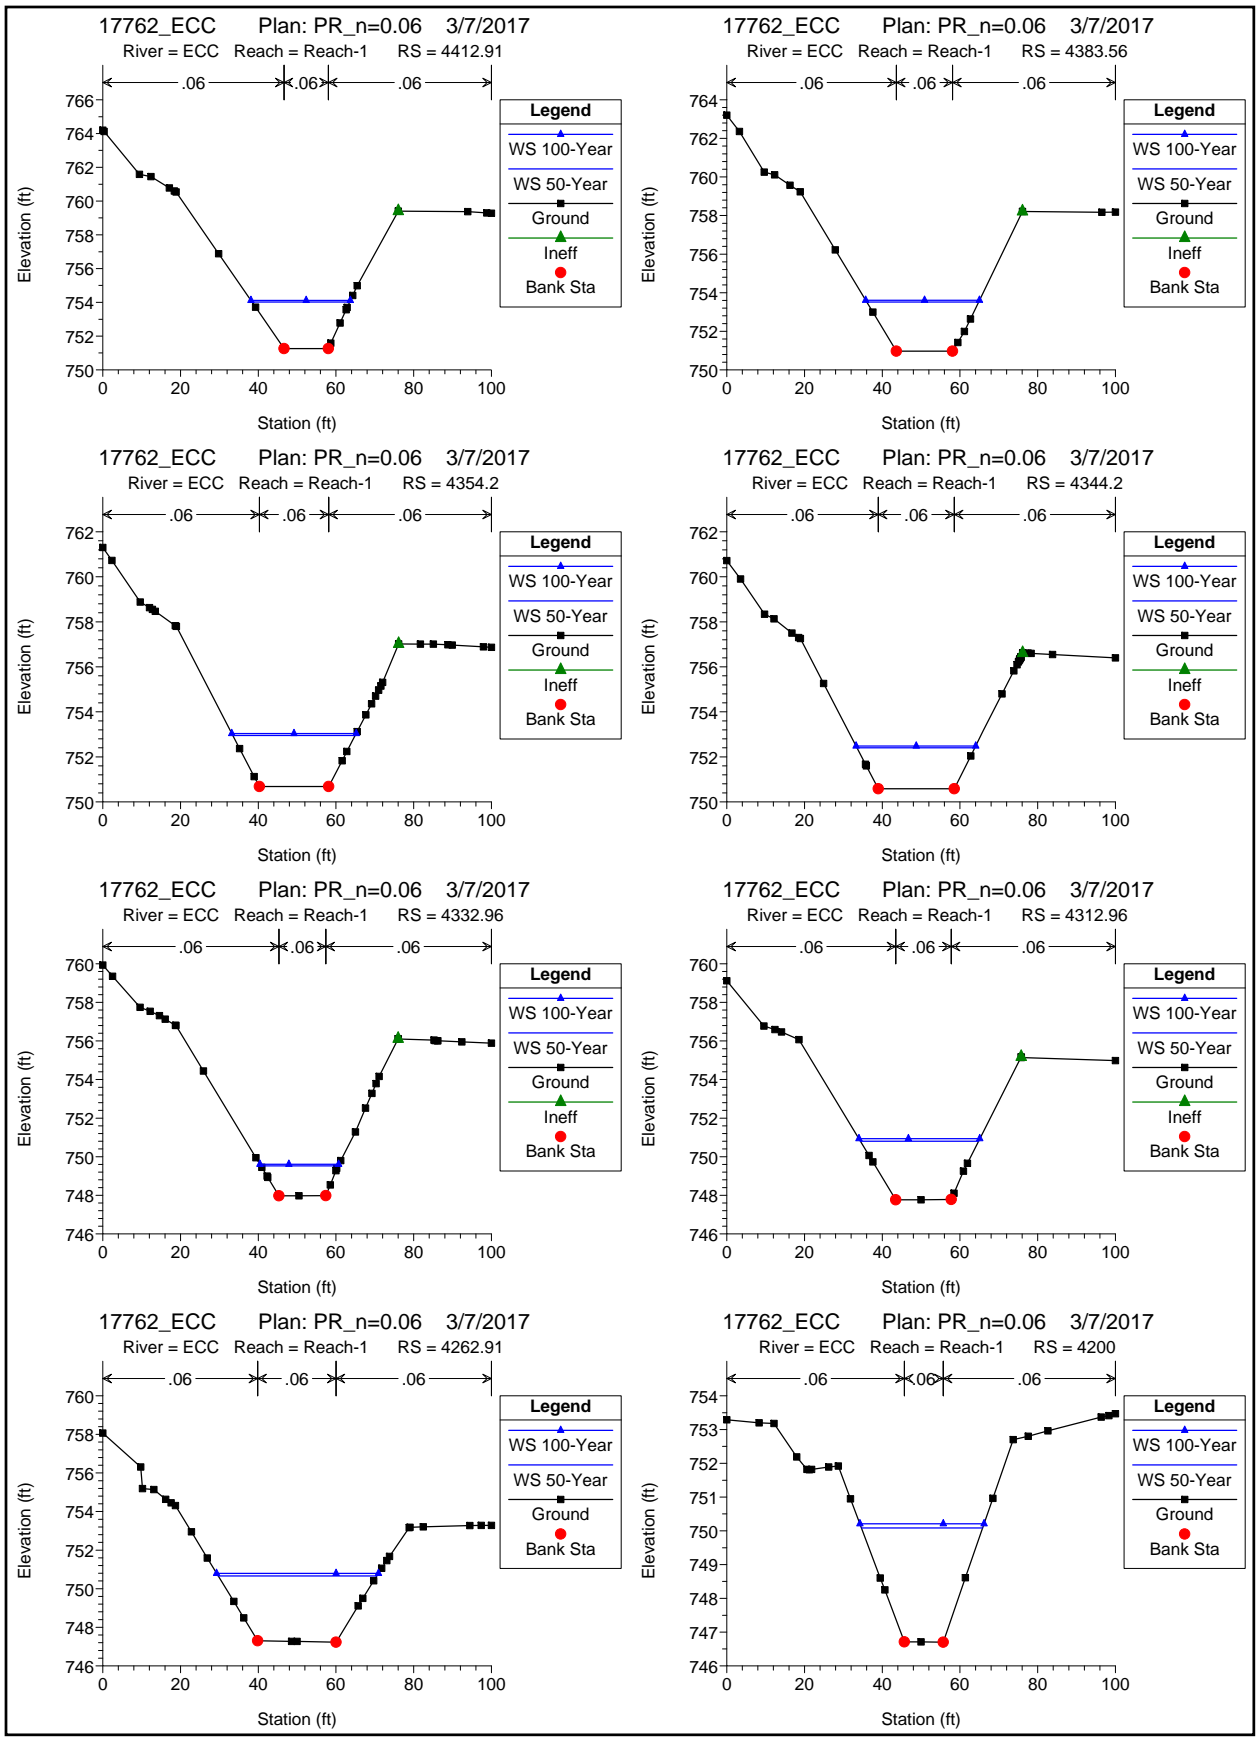 17762_ECC Plan: PR_n=0.06 3/7/2017
River = ECC Reach = Reach-1 RS = 4412.91
.06 .06 .06
766
764
762
760
758
756
754
752
750
Elevation (ft)
0 20 40 60 80 100
Station (ft)
Legend
WS 100-Year
WS 50-Year
Ground
Ineff
Bank Sta
17762_ECC Plan: PR_n=0.06 3/7/2017
River = ECC Reach = Reach-1 RS = 4383.56
.06 .06 .06
764
762
760
758
756
754
752
750
Elevation (ft)
0 20 40 60 80 100
Station (ft)
Legend
WS 100-Year
WS 50-Year
Ground
Ineff
Bank Sta
17762_ECC Plan: PR_n=0.06 3/7/2017
River = ECC Reach = Reach-1 RS = 4354.2
.06 .06 .06
762
760
758
756
754
752
750
Elevation (ft)
0 20 40 60 80 100
Station (ft)
Legend
WS 100-Year
WS 50-Year
Ground
Ineff
Bank Sta
17762_ECC Plan: PR_n=0.06 3/7/2017
River = ECC Reach = Reach-1 RS = 4344.2
.06 .06 .06
762
760
758
756
754
752
750
Elevation (ft)
0 20 40 60 80 100
Station (ft)
Legend
WS 100-Year
WS 50-Year
Ground
Ineff
Bank Sta
17762_ECC Plan: PR_n=0.06 3/7/2017
River = ECC Reach = Reach-1 RS = 4332.96
.06 .06 .06
760
758
756
754
752
750
748
746
Elevation (ft)
0 20 40 60 80 100
Station (ft)
Legend
WS 100-Year
WS 50-Year
Ground
Ineff
Bank Sta
17762_ECC Plan: PR_n=0.06 3/7/2017
River = ECC Reach = Reach-1 RS = 4312.96
.06 .06 .06
760
758
756
754
752
750
748
746
Elevation (ft)
0 20 40 60 80 100
Station (ft)
Legend
WS 100-Year
WS 50-Year
Ground
Ineff
Bank Sta
17762_ECC Plan: PR_n=0.06 3/7/2017
River = ECC Reach = Reach-1 RS = 4262.91
.06 .06 .06
760
758
756
754
752
750
748
746
Elevation (ft)
0 20 40 60 80 100
Station (ft)
Legend
WS 100-Year
WS 50-Year
Ground
Bank Sta
17762_ECC Plan: PR_n=0.06 3/7/2017
River = ECC Reach = Reach-1 RS = 4200
.06 .06 .06
754
753
752
751
750
749
748
747
746
Elevation (ft)
0 20 40 60 80 100
Station (ft)
Legend
WS 100-Year
WS 50-Year
Ground
Bank Sta